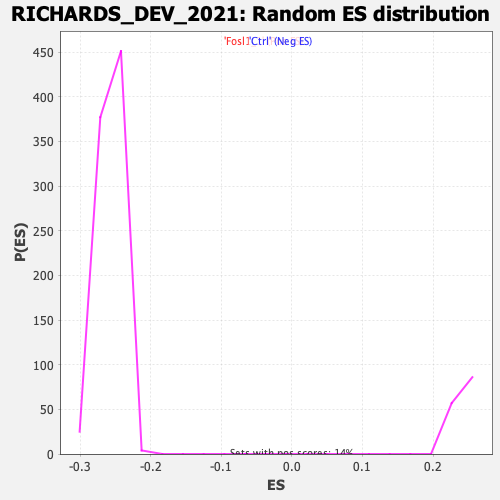 RICHARDS_DEV_2021: Random ES distribution
'Ctrl' (Neg ES)
450
400
350
300
250
200
150
100
50
0
P(ES)
Sets with pos scores: 14%
-0.3 -0.2 -0.1 0.0 0.1 0.2
ES